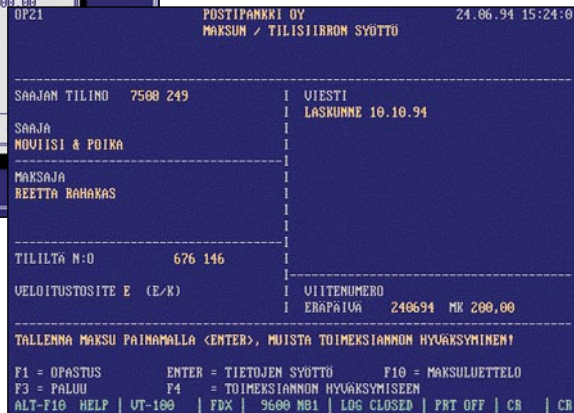 00.00
OP21 POSTIPANKKI OY 24.06.94 15:24:0
MAKSUN / TILISIIRRON SYÖTTÖ
SAAJAN TILINO 7508 249 I VIESTI
I LASKUNNE 10.10.94
SAAJA I
NOVIISI & POIKA I
MAKSAJA I
REETTA RAHAKAS I
TILILTÄ N:O 676 146 I
VELOITUSTOSITE E (E/K) I VIITENUMERO
I ERÄPÄIVÄ 240694 MK 200,00
TALLENNA MAKSU PAINAMALLA <ENTER>, MUISTA TOIMEKSIANNON HYVÄKSYMINEN!
F1 = OPASTUS ENTER = TIETOJEN SYÖTTÖ F10 = MAKSULUETTELO
F3 = PALUU F4 = TOIMEKSIANNON HYVÄKSYMISEEN
ALT-F10 HELP | VT-100 | FDX | 9600 N81 | LOG CLOSED | PRT OFF | CR | CR